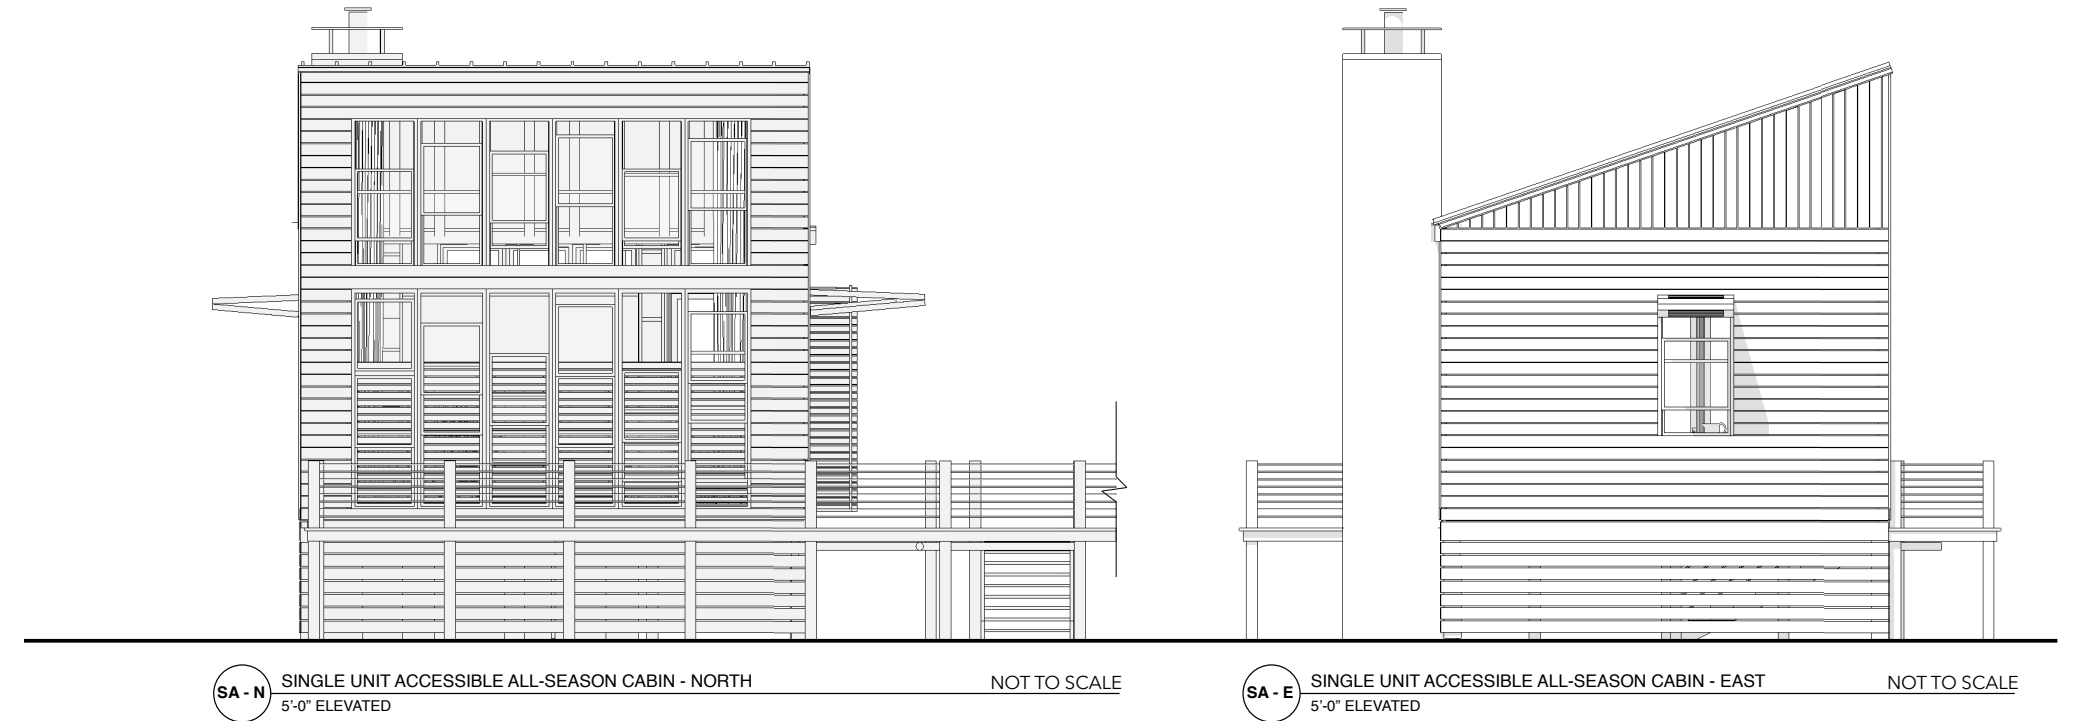 SA - N
SINGLE UNIT ACCESSIBLE ALL-SEASON CABIN - NORTH
NOT TO SCALE
5'-0" ELEVATED
SA - E
SINGLE UNIT ACCESSIBLE ALL-SEASON CABIN - EAST
NOT TO SCALE
5'-0" ELEVATED